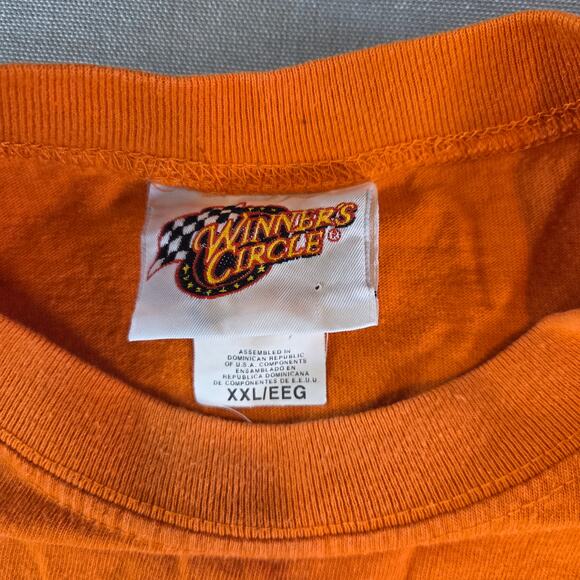 WINNER'S
CIRCLE®
ASSEMBLED IN
DOMINICAN REPUBLIC
OF U.S.A. COMPONENTS
ENSAMBLADO EN
REPUBLICA DOMINICANA
DE COMPONENTES DE E.E.U.U.
XXL/EEG